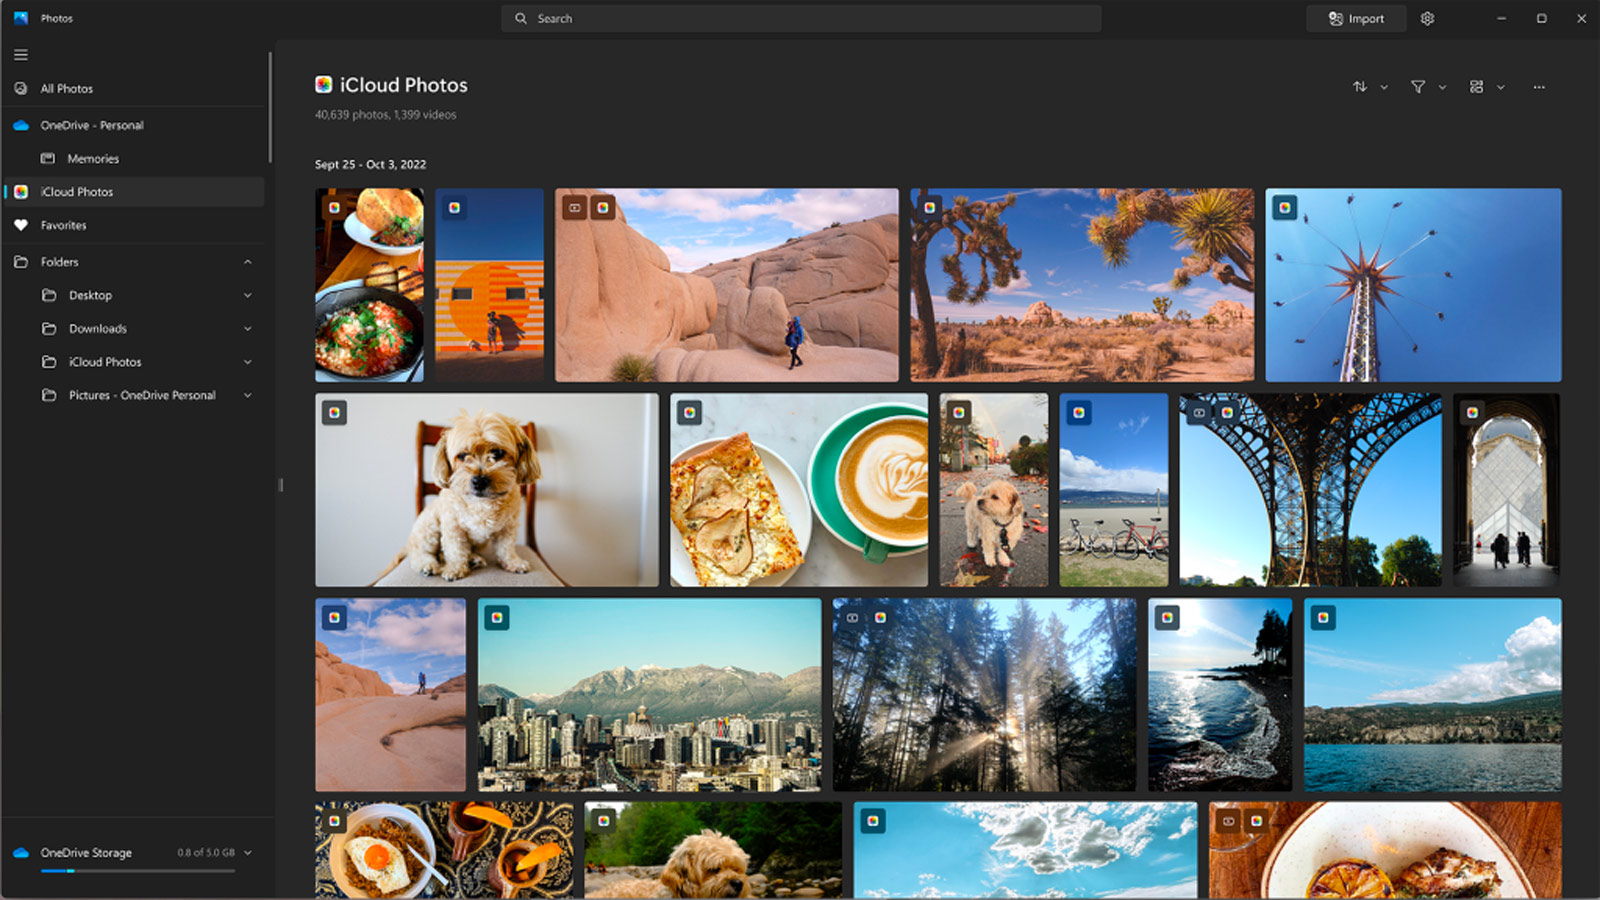 Photos
Search
Import
All Photos
OneDrive - Personal
Memories
iCloud Photos
Favorites
Folders
Desktop
Downloads
iCloud Photos
Pictures - OneDrive Personal
OneDrive Storage
0.8 of 5.0 GB
iCloud Photos
40,639 photos, 1,399 videos
Sept 25 - Oct 3, 2022